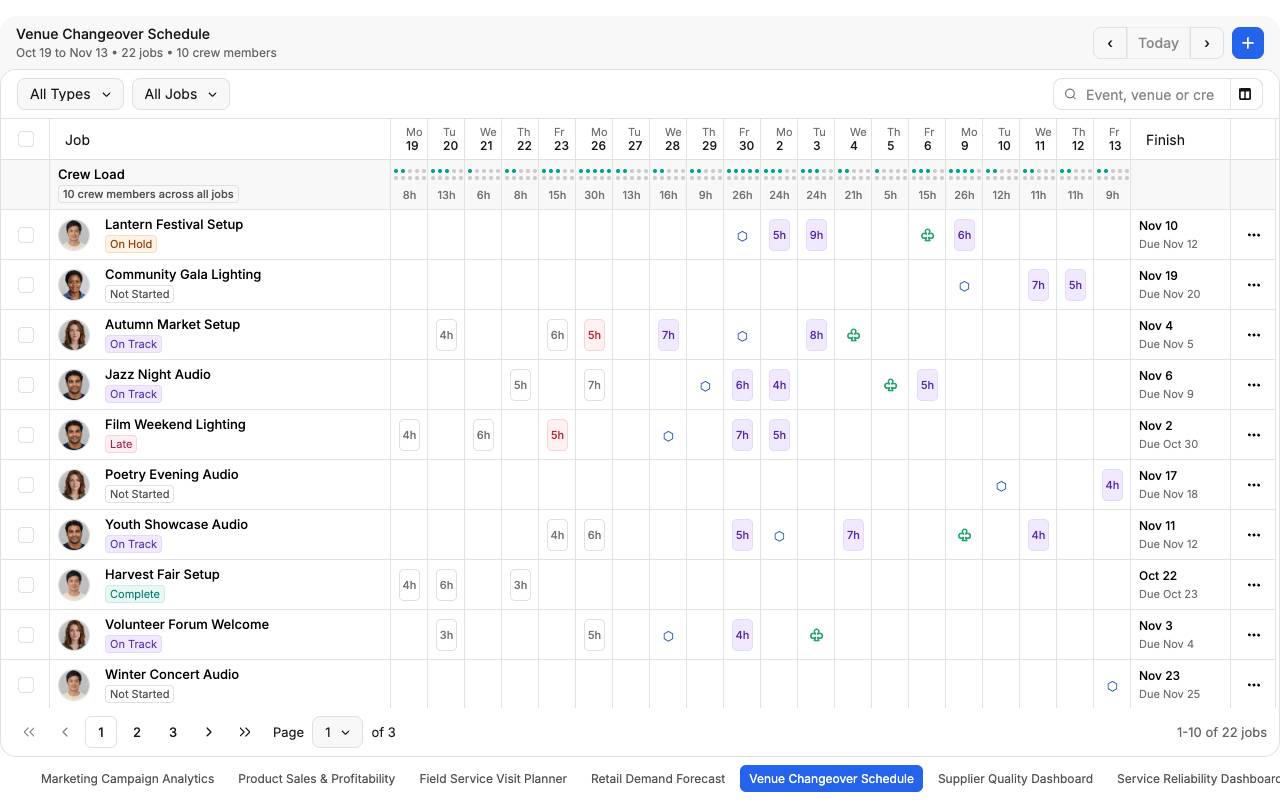 Venue Changeover Schedule
Oct 19 to Nov 13 • 22 jobs • 10 crew members
Today
All Types
All Jobs
Event, venue or cre
Job Mo 19 Tu 20 We 21 Th 22 Fr 23 Mo 26 Tu 27 We 28 Th 29 Fr 30 Mo 2 Tu 3 We 4 Th 5 Fr 6 Mo 9 Tu 10 We 11 Th 12 Fr 13 Finish
Crew Load
10 crew members across all jobs
8h 13h 6h 8h 15h 30h 13h 16h 9h 26h 24h 24h 21h 5h 15h 26h 12h 11h 11h 9h
Lantern Festival Setup
On Hold
5h 9h 6h
Nov 10
Due Nov 12
Community Gala Lighting
Not Started
7h 5h
Nov 19
Due Nov 20
Autumn Market Setup
On Track
4h 6h 5h 7h 8h
Nov 4
Due Nov 5
Jazz Night Audio
On Track
5h 7h 6h 4h 5h
Nov 6
Due Nov 9
Film Weekend Lighting
Late
4h 6h 5h 7h 5h
Nov 2
Due Oct 30
Poetry Evening Audio
Not Started
4h
Nov 17
Due Nov 18
Youth Showcase Audio
On Track
4h 6h 5h 7h 4h
Nov 11
Due Nov 12
Harvest Fair Setup
Complete
4h 6h 3h
Oct 22
Due Oct 23
Volunteer Forum Welcome
On Track
3h 5h 4h
Nov 3
Due Nov 4
Winter Concert Audio
Not Started
Nov 23
Due Nov 25
1 2 3 Page 1 of 3
1-10 of 22 jobs
Marketing Campaign Analytics Product Sales & Profitability Field Service Visit Planner Retail Demand Forecast Venue Changeover Schedule Supplier Quality Dashboard Service Reliability Dashboard